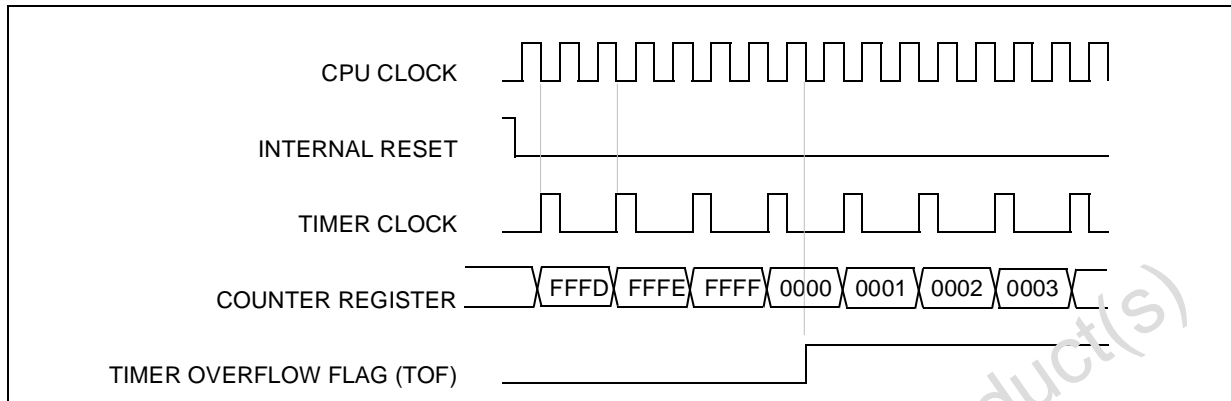 CPU CLOCK
INTERNAL RESET
TIMER CLOCK
COUNTER REGISTER FFFD FFFE FFFF 0000 0001 0002 0003
TIMER OVERFLOW FLAG (TOF)
duct(s)